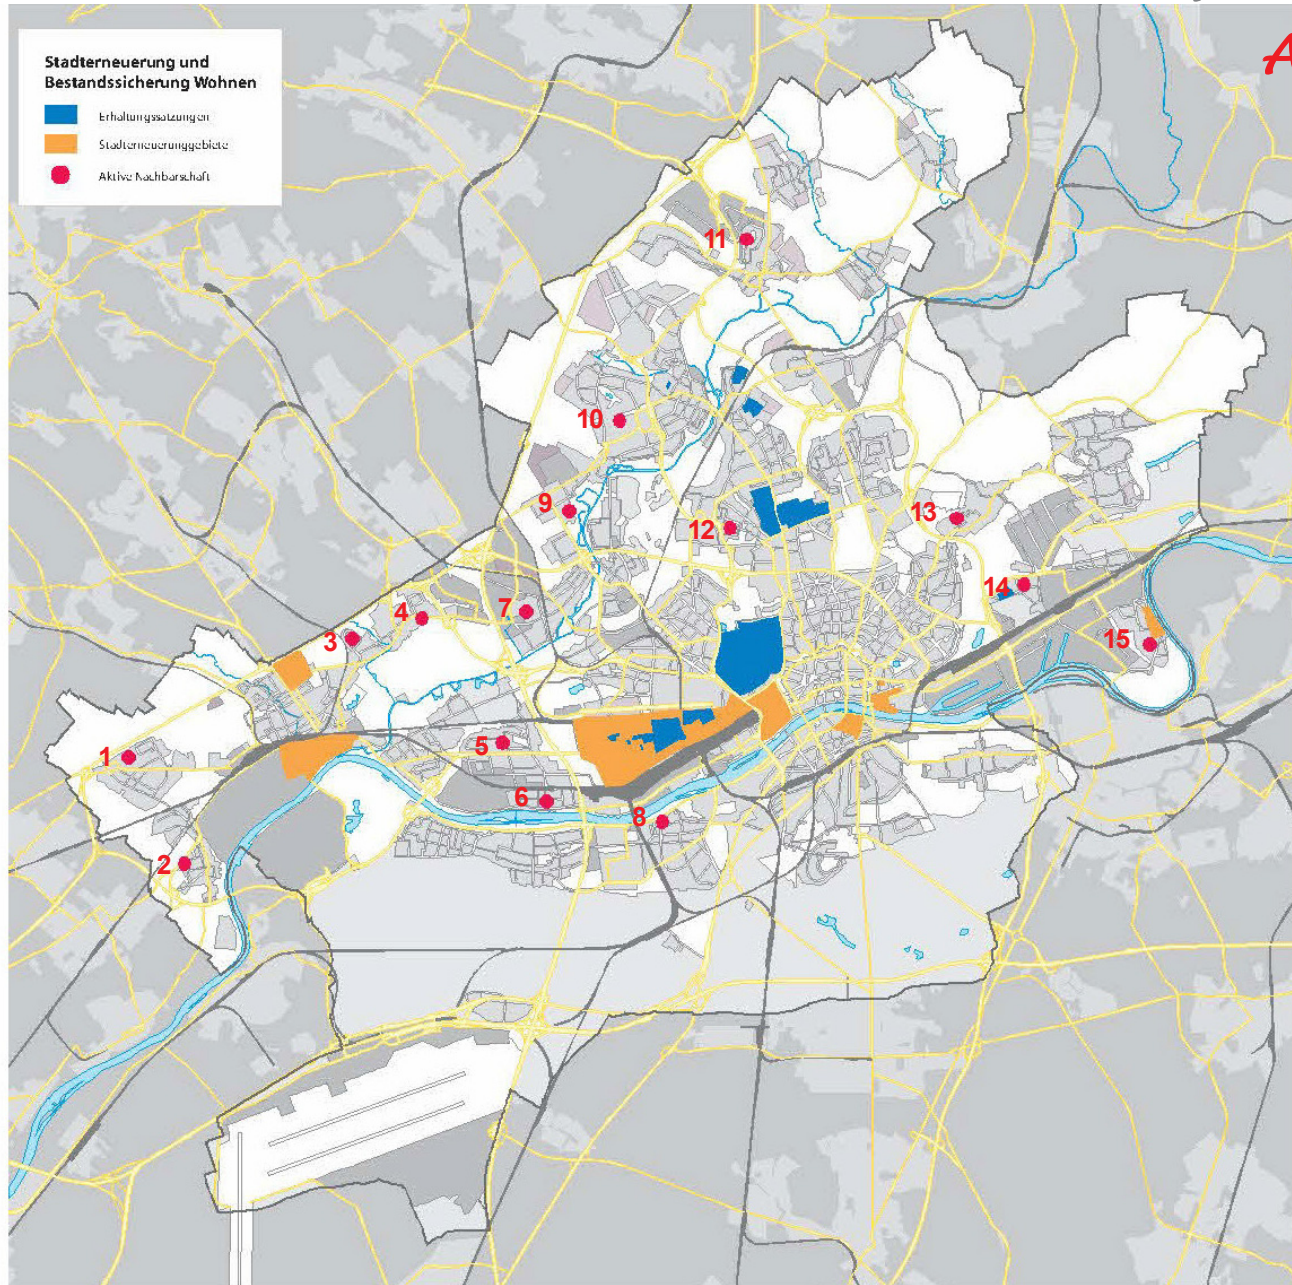 A
Stadterneuerung und
Bestandssicherung Wohnen
Erhaltungssatzungen
Stadterneuerunggebiete
Aktive Nachbarschaft
11
10
9
12
13
14
7
4
3
15
1
5
6
8
2